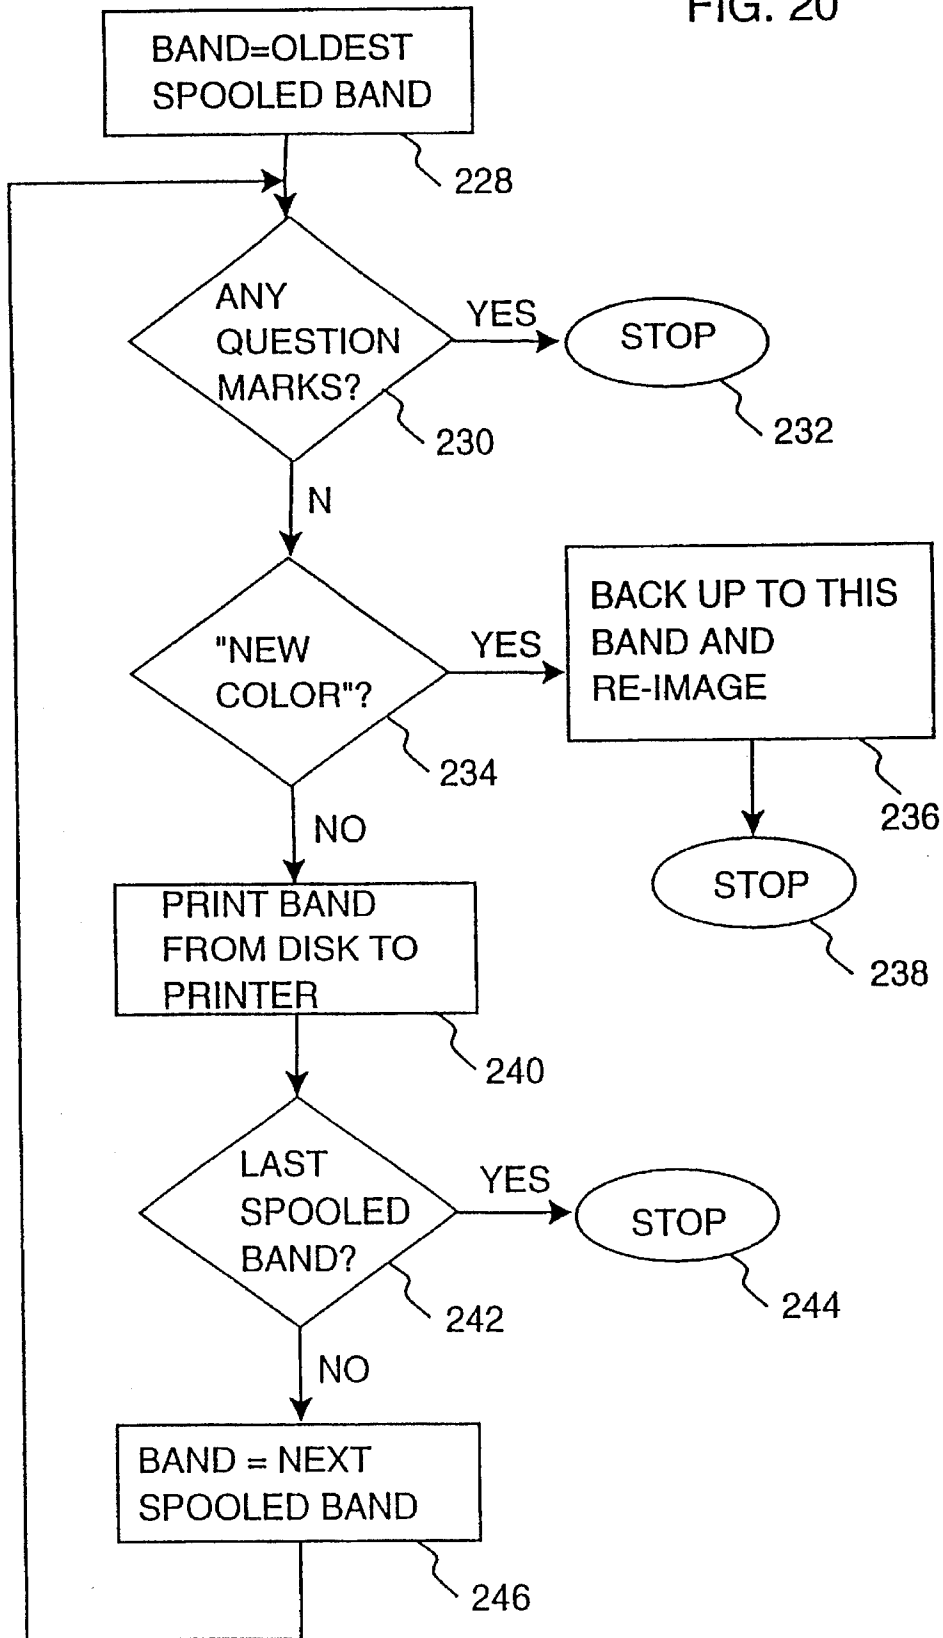 FIG. 20
BAND=OLDEST
SPOOLED BAND
228
ANY
QUESTION
MARKS?
YES
STOP
230
232
N
"NEW
COLOR"?
YES
BACK UP TO THIS
BAND AND
RE-IMAGE
234
236
NO
STOP
238
PRINT BAND
FROM DISK TO
PRINTER
240
LAST
SPOOLED
BAND?
YES
STOP
242
244
NO
BAND = NEXT
SPOOLED BAND
246